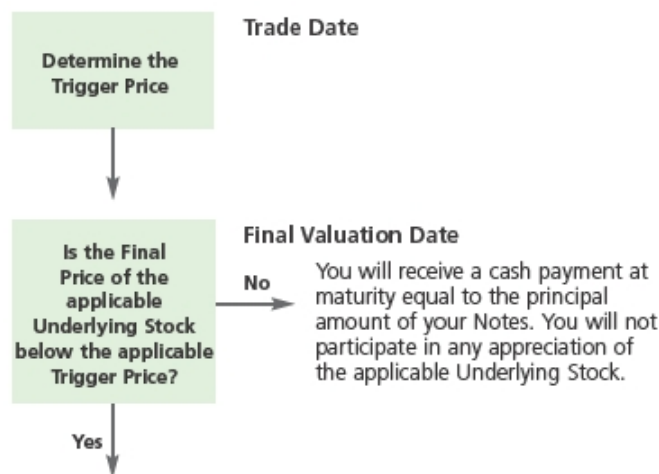 Trade Date
Determine the
Trigger Price
Final Valuation Date
Is the Final
Price of the
applicable
Underlying Stock
below the applicable
Trigger Price?
No
You will receive a cash payment at
maturity equal to the principal
amount of your Notes. You will not
participate in any appreciation of
the applicable Underlying Stock.
Yes